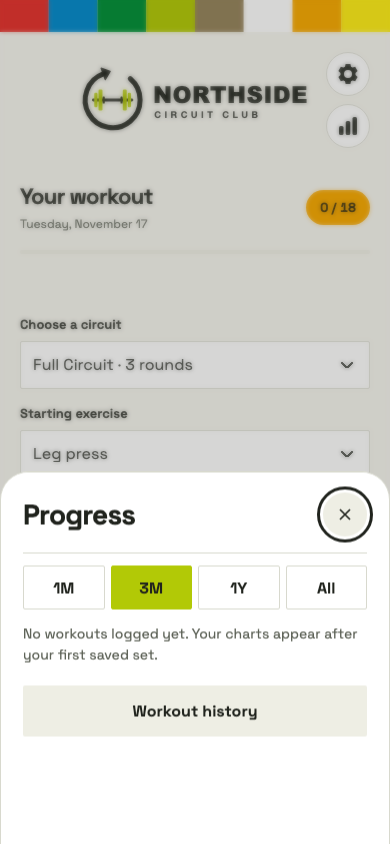 NORTHSIDE
CIRCUIT CLUB
Your workout
0 / 18
Tuesday, November 17
Choose a circuit
Full Circuit · 3 rounds
Starting exercise
Leg press
Progress
1M
3M
1Y
All
No workouts logged yet. Your charts appear after
your first saved set.
Workout history